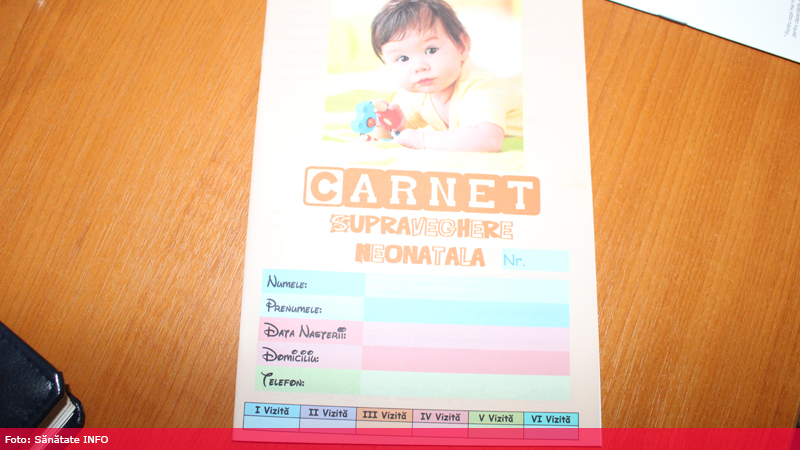 CARNET
SUPRAVEGHERE
NEONATALA
Nr.
Numele:
Prenumele:
Data Nasterii:
Domiciliu:
Telefon:
I Vizită II Vizită III Vizită IV Vizită V Vizită VI Vizită
Foto: Sănătate INFO